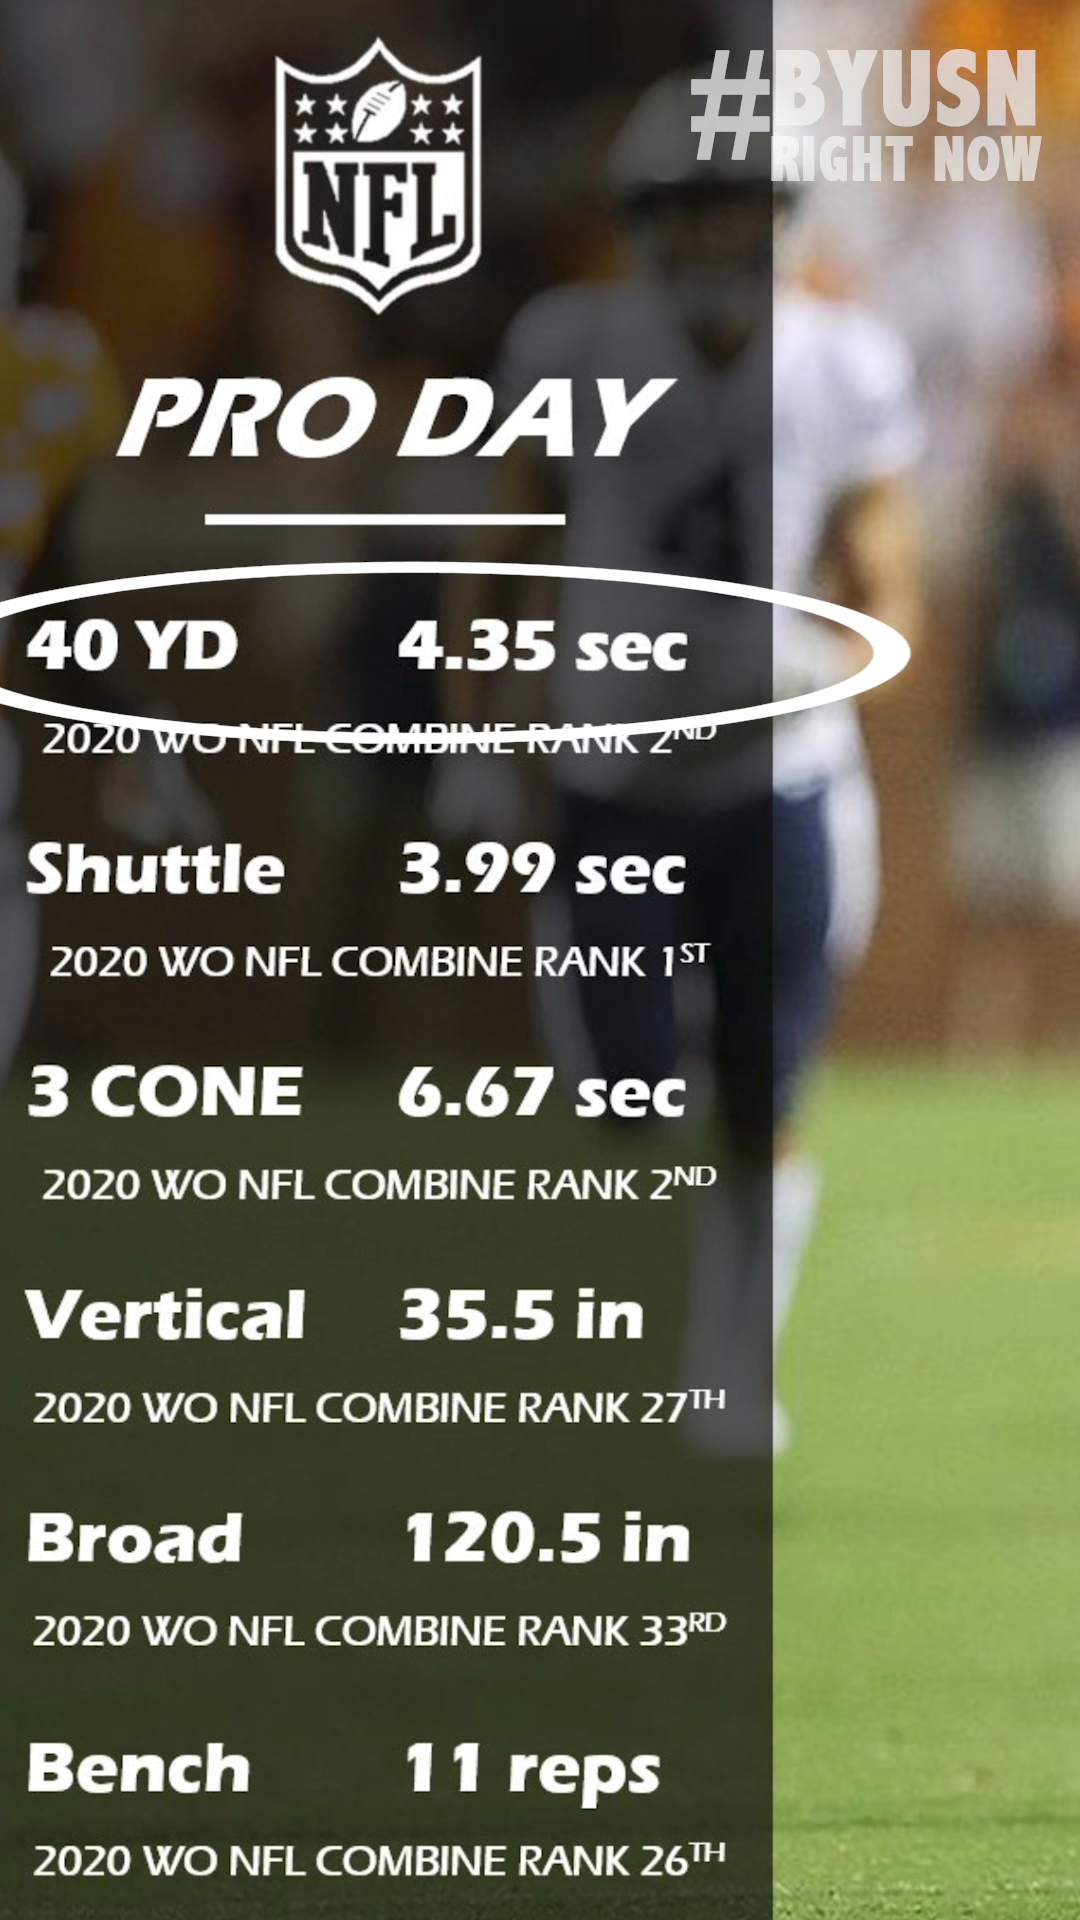 #BYUSN
RIGHT NOW
NFL
PRO DAY
40 YD 4.35 sec
2020 WO NFL COMBINE RANK 2ND
Shuttle 3.99 sec
2020 WO NFL COMBINE RANK 1ST
3 CONE 6.67 sec
2020 WO NFL COMBINE RANK 2ND
Vertical 35.5 in
2020 WO NFL COMBINE RANK 27TH
Broad 120.5 in
2020 WO NFL COMBINE RANK 33RD
Bench 11 reps
2020 WO NFL COMBINE RANK 26TH